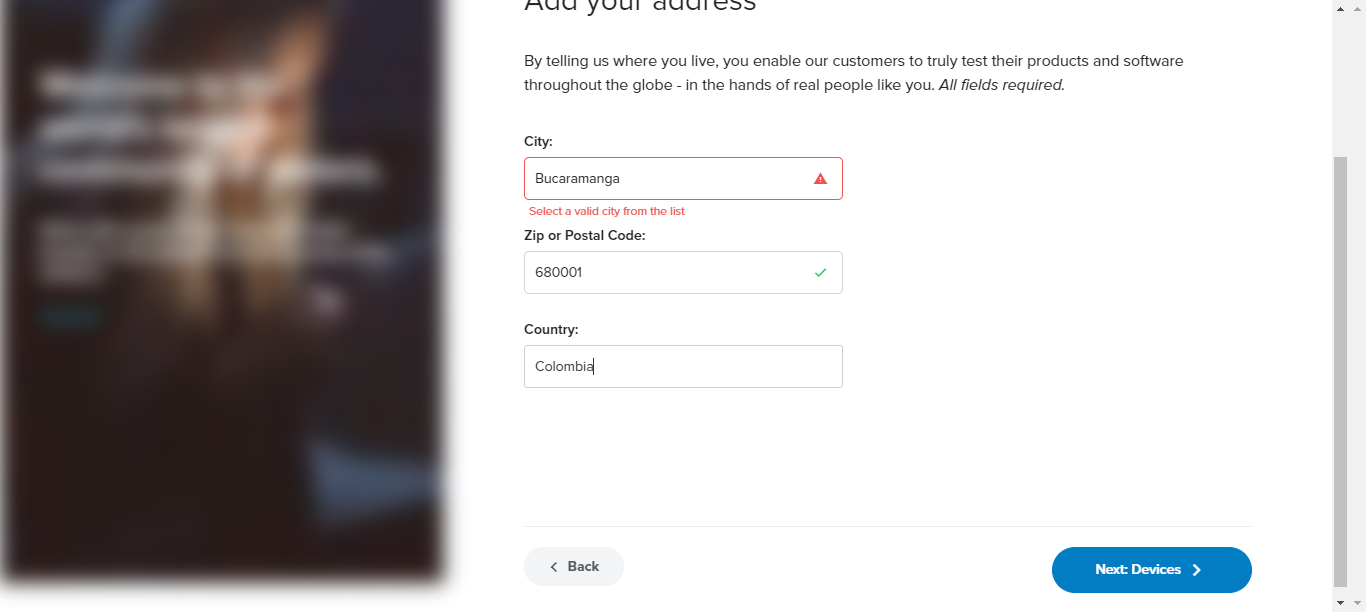 Add your address
By telling us where you live, you enable our customers to truly test their products and software
throughout the globe - in the hands of real people like you. All fields required.
City:
Bucaramanga
Select a valid city from the list
Zip or Postal Code:
680001
Country:
Colombia
Back
Next: Devices